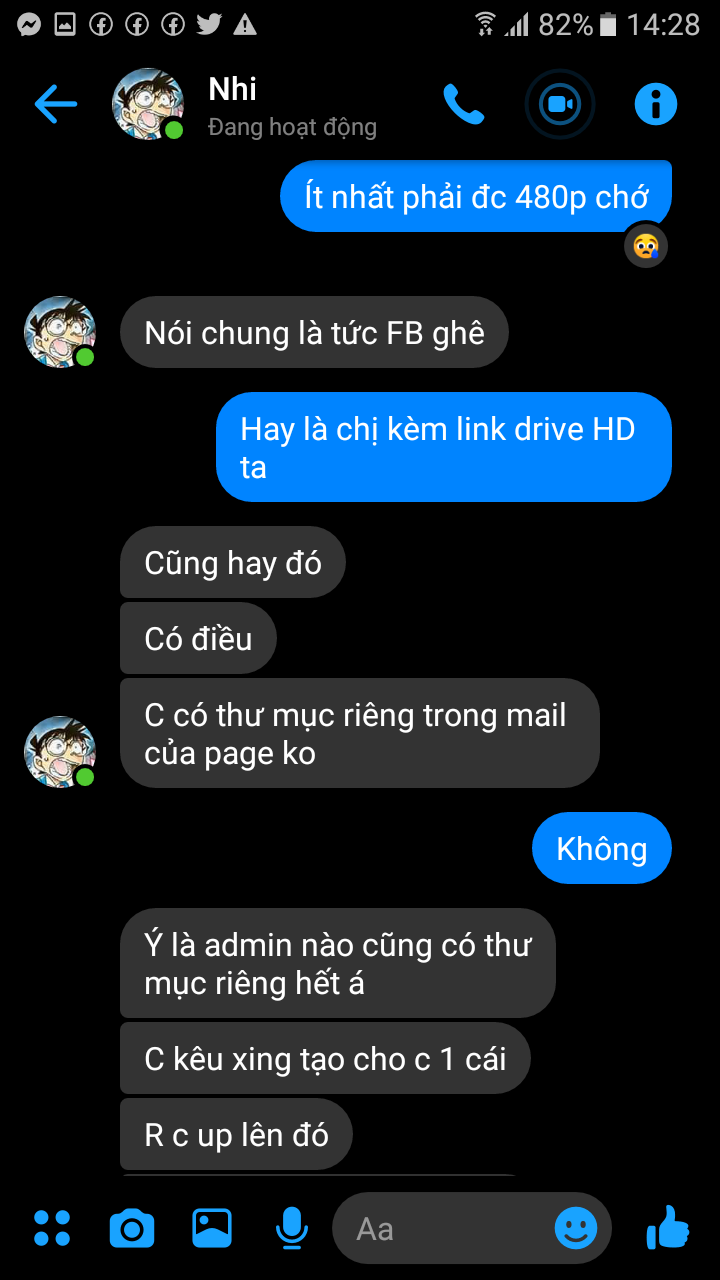 82% 14:28
Nhi
Đang hoạt động
Ít nhất phải đc 480p chớ
Nói chung là tức FB ghê
Hay là chị kèm link drive HD
ta
Cũng hay đó
Có điều
C có thư mục riêng trong mail
của page ko
Không
Ý là admin nào cũng có thư
mục riêng hết á
C kêu xing tạo cho c 1 cái
R c up lên đó
Aa